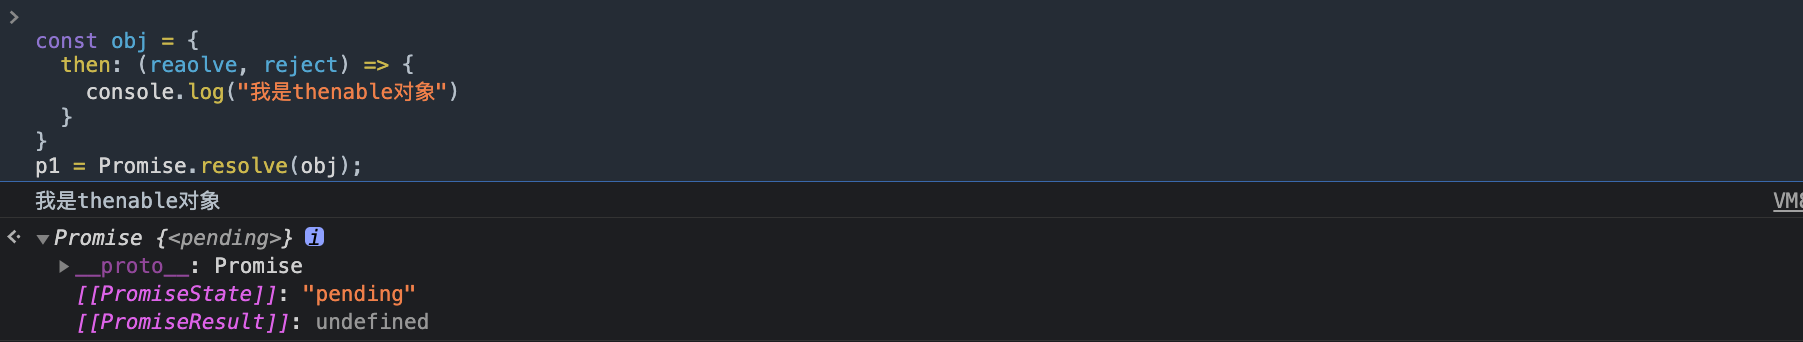 >
const obj = {
  then: (reaolve, reject) => {
    console.log("我是thenable对象")
  }
}
p1 = Promise.resolve(obj);
我是thenable对象 VM8
Promise {<pending>} i
__proto__: Promise
[[PromiseState]]: "pending"
[[PromiseResult]]: undefined